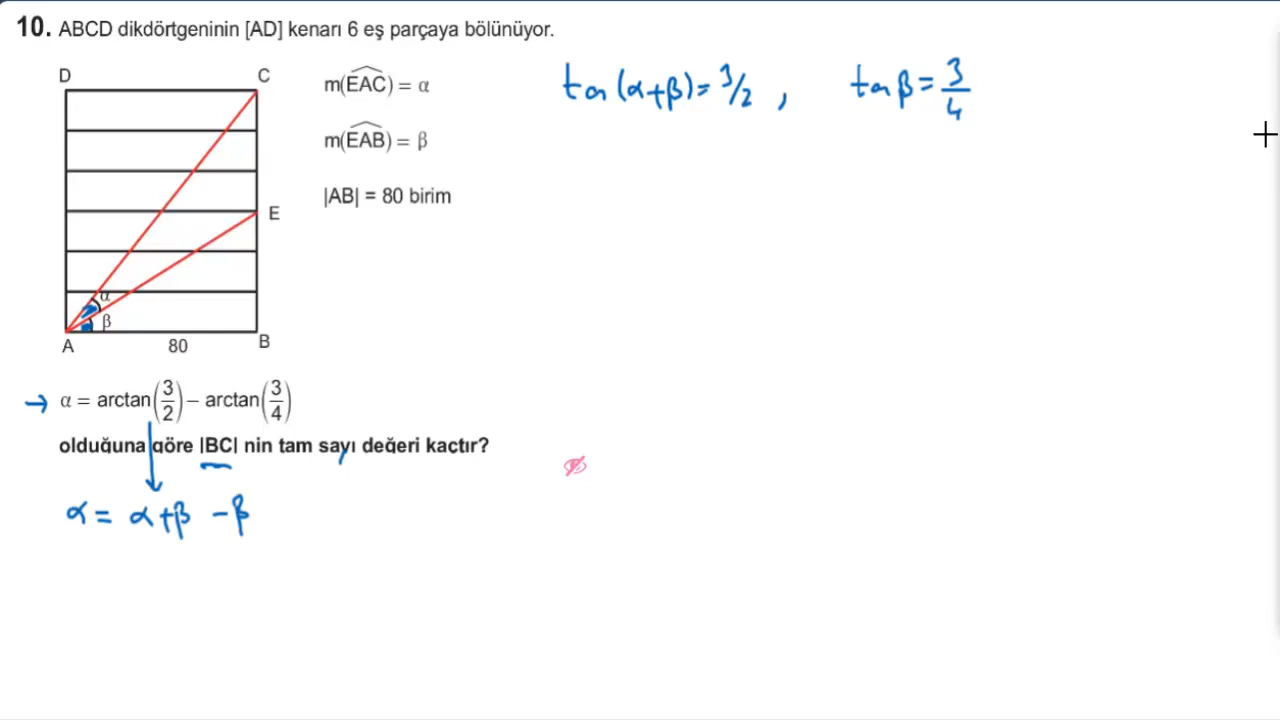 10. ABCD dikdörtgeninin [AD] kenarı 6 eş parçaya bölünüyor.
D C
m(EAC) = α
tan(α+β) = 3/2 , tanβ = 3/4
m(EAB) = β
|AB| = 80 birim
E
α
β
A 80 B
→ α = arctan(3/2) − arctan(3/4)
olduğuna göre |BC| nin tam sayı değeri kaçtır?
α = α+β −β